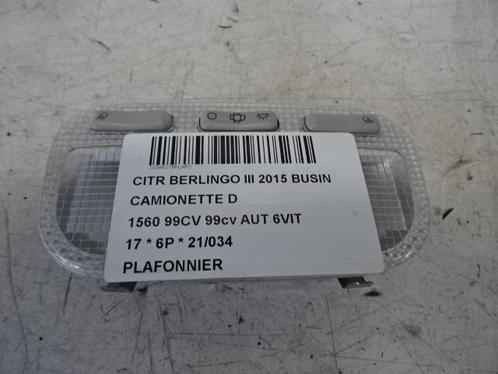 CITR BERLINGO III 2015 BUSIN
CAMIONETTE D
1560 99CV 99cv AUT 6VIT
17 * 6P * 21/034
PLAFONNIER